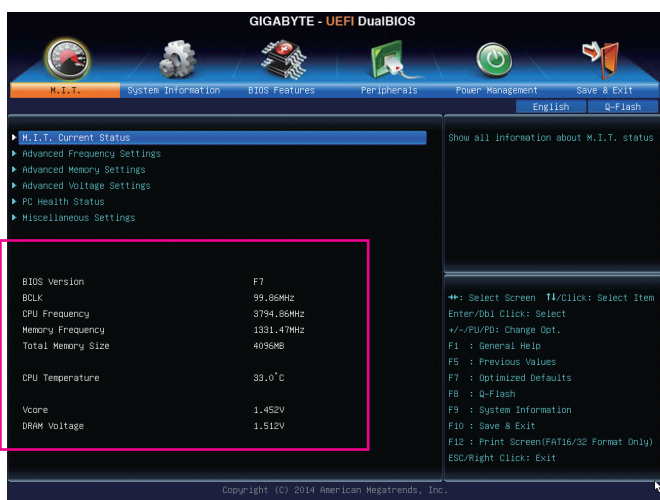 GIGABYTE - UEFI DualBIOS
M.I.T.
System Information
BIOS Features
Peripherals
Power Management
Save & Exit
English
Q-Flash
M.I.T. Current Status
Advanced Frequency Settings
Advanced Memory Settings
Advanced Voltage Settings
PC Health Status
Miscellaneous Settings
BIOS Version F7
BCLK 99.86MHz
CPU Frequency 3794.86MHz
Memory Frequency 1331.47MHz
Total Memory Size 4096MB
CPU Temperature 33.0°C
Vcore 1.452V
DRAM Voltage 1.512V
Show all information about M.I.T. status
→←: Select Screen ↑↓/Click: Select Item
Enter/Dbl Click: Select
+/-/PU/PD: Change Opt.
F1 : General Help
F5 : Previous Values
F7 : Optimized Defaults
F8 : Q-Flash
F9 : System Information
F10 : Save & Exit
F12 : Print Screen(FAT16/32 Format Only)
ESC/Right Click: Exit
Copyright (C) 2014 American Megatrends, Inc.